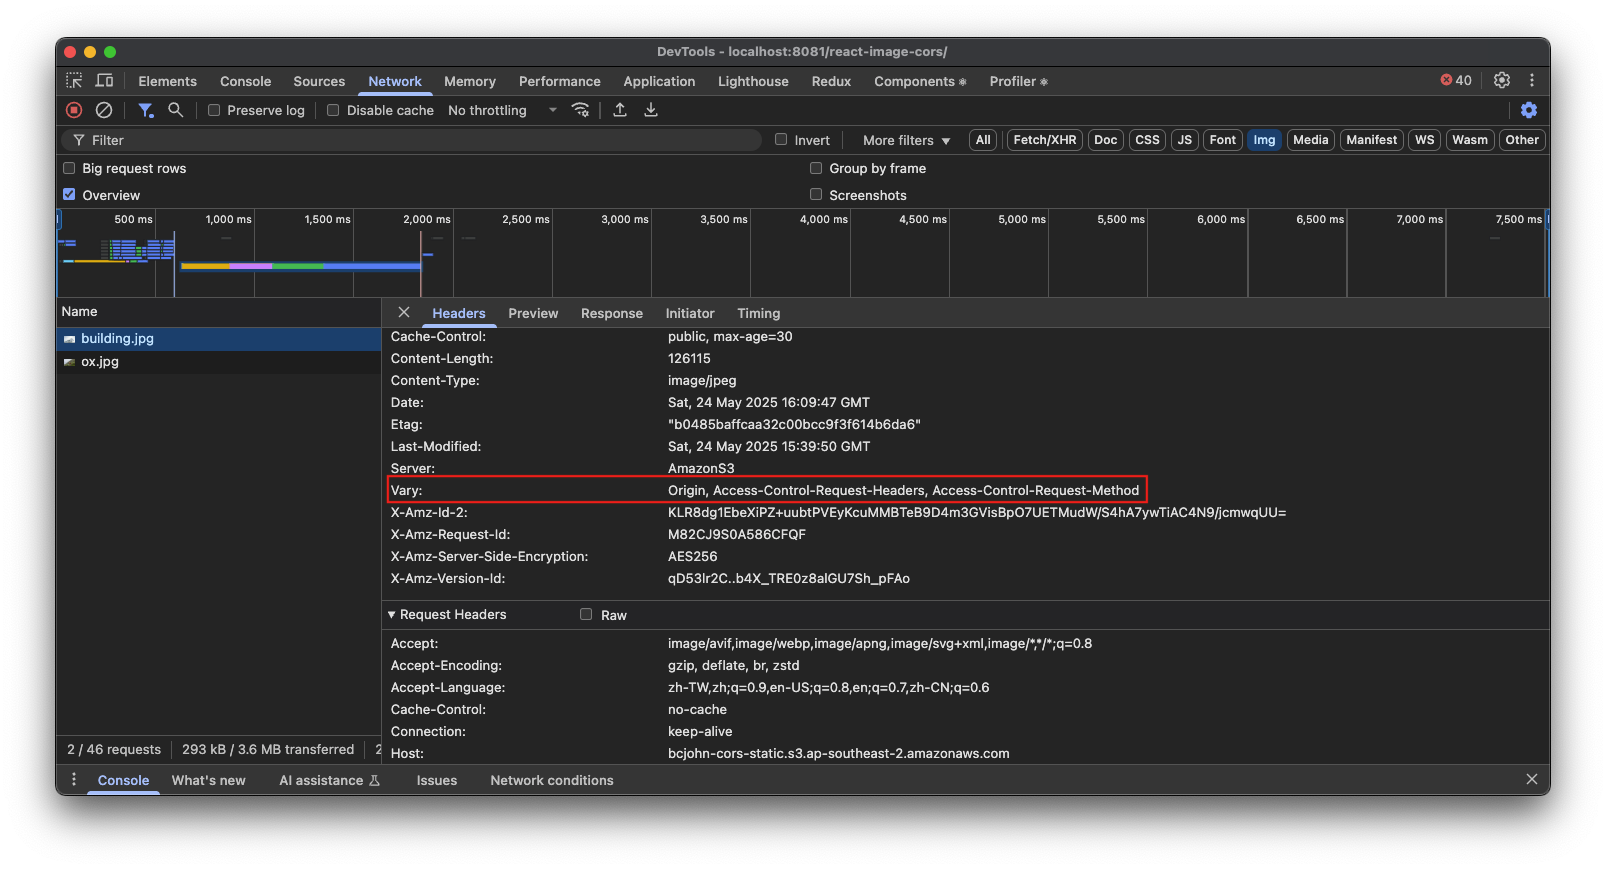 DevTools - localhost:8081/react-image-cors/
Elements Console Sources Network Memory Performance Application Lighthouse Redux Components Profiler 40
Preserve log Disable cache No throttling
Filter Invert More filters All Fetch/XHR Doc CSS JS Font Img Media Manifest WS Wasm Other
Big request rows Group by frame
Overview Screenshots
500 ms 1,000 ms 1,500 ms 2,000 ms 2,500 ms 3,000 ms 3,500 ms 4,000 ms 4,500 ms 5,000 ms 5,500 ms 6,000 ms 6,500 ms 7,000 ms 7,500 ms
Name
building.jpg
ox.jpg
Headers Preview Response Initiator Timing
Cache-Control: public, max-age=30
Content-Length: 126115
Content-Type: image/jpeg
Date: Sat, 24 May 2025 16:09:47 GMT
Etag: "b0485baffcaa32c00bcc9f3f614b6da6"
Last-Modified: Sat, 24 May 2025 15:39:50 GMT
Server: AmazonS3
Vary: Origin, Access-Control-Request-Headers, Access-Control-Request-Method
X-Amz-Id-2: KLR8dg1EbeXiPZ+uubtPVEyKcuMMBTeB9D4m3GVisBpO7UETMudW/S4hA7ywTiAC4N9/jcmwqUU=
X-Amz-Request-Id: M82CJ9S0A586CFQF
X-Amz-Server-Side-Encryption: AES256
X-Amz-Version-Id: qD53lr2C..b4X_TRE0z8alGU7Sh_pFAo
Request Headers Raw
Accept: image/avif,image/webp,image/apng,image/svg+xml,image/*,*/*;q=0.8
Accept-Encoding: gzip, deflate, br, zstd
Accept-Language: zh-TW,zh;q=0.9,en-US;q=0.8,en;q=0.7,zh-CN;q=0.6
Cache-Control: no-cache
Connection: keep-alive
Host: bcjohn-cors-static.s3.ap-southeast-2.amazonaws.com
2 / 46 requests 293 kB / 3.6 MB transferred 2
Console What's new AI assistance Issues Network conditions